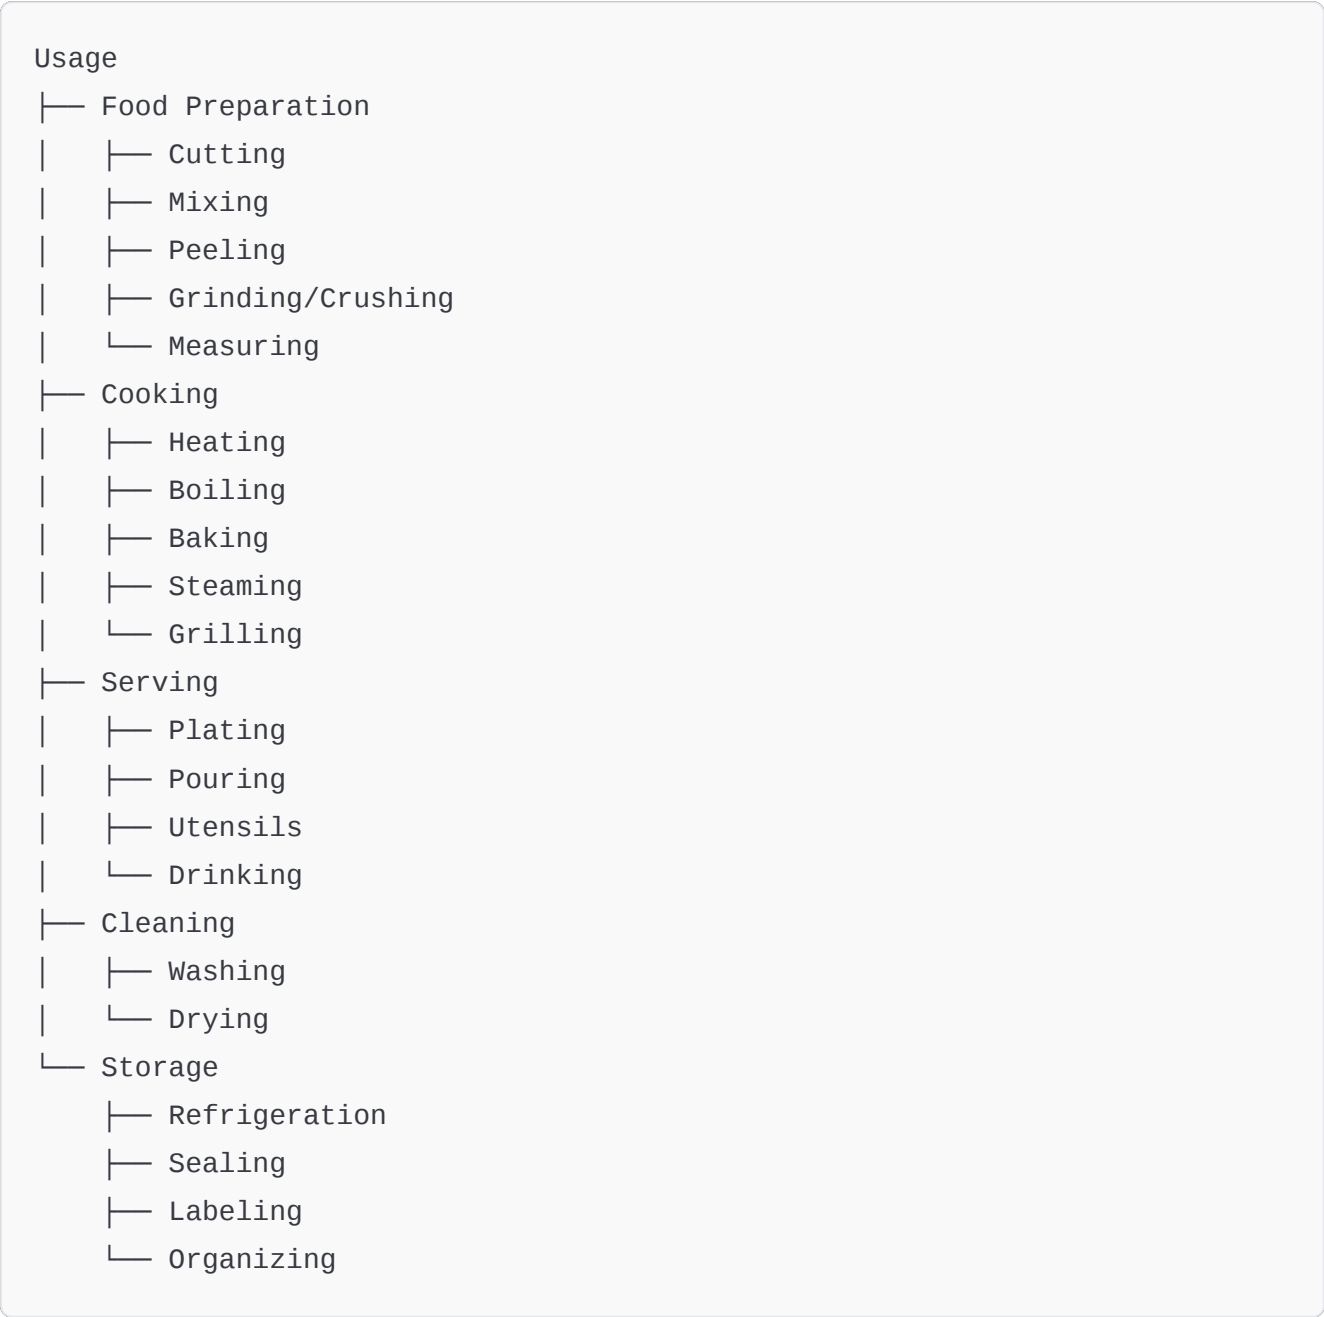 Usage
├── Food Preparation
│   ├── Cutting
│   ├── Mixing
│   ├── Peeling
│   ├── Grinding/Crushing
│   └── Measuring
├── Cooking
│   ├── Heating
│   ├── Boiling
│   ├── Baking
│   ├── Steaming
│   └── Grilling
├── Serving
│   ├── Plating
│   ├── Pouring
│   ├── Utensils
│   └── Drinking
├── Cleaning
│   ├── Washing
│   └── Drying
└── Storage
    ├── Refrigeration
    ├── Sealing
    ├── Labeling
    └── Organizing